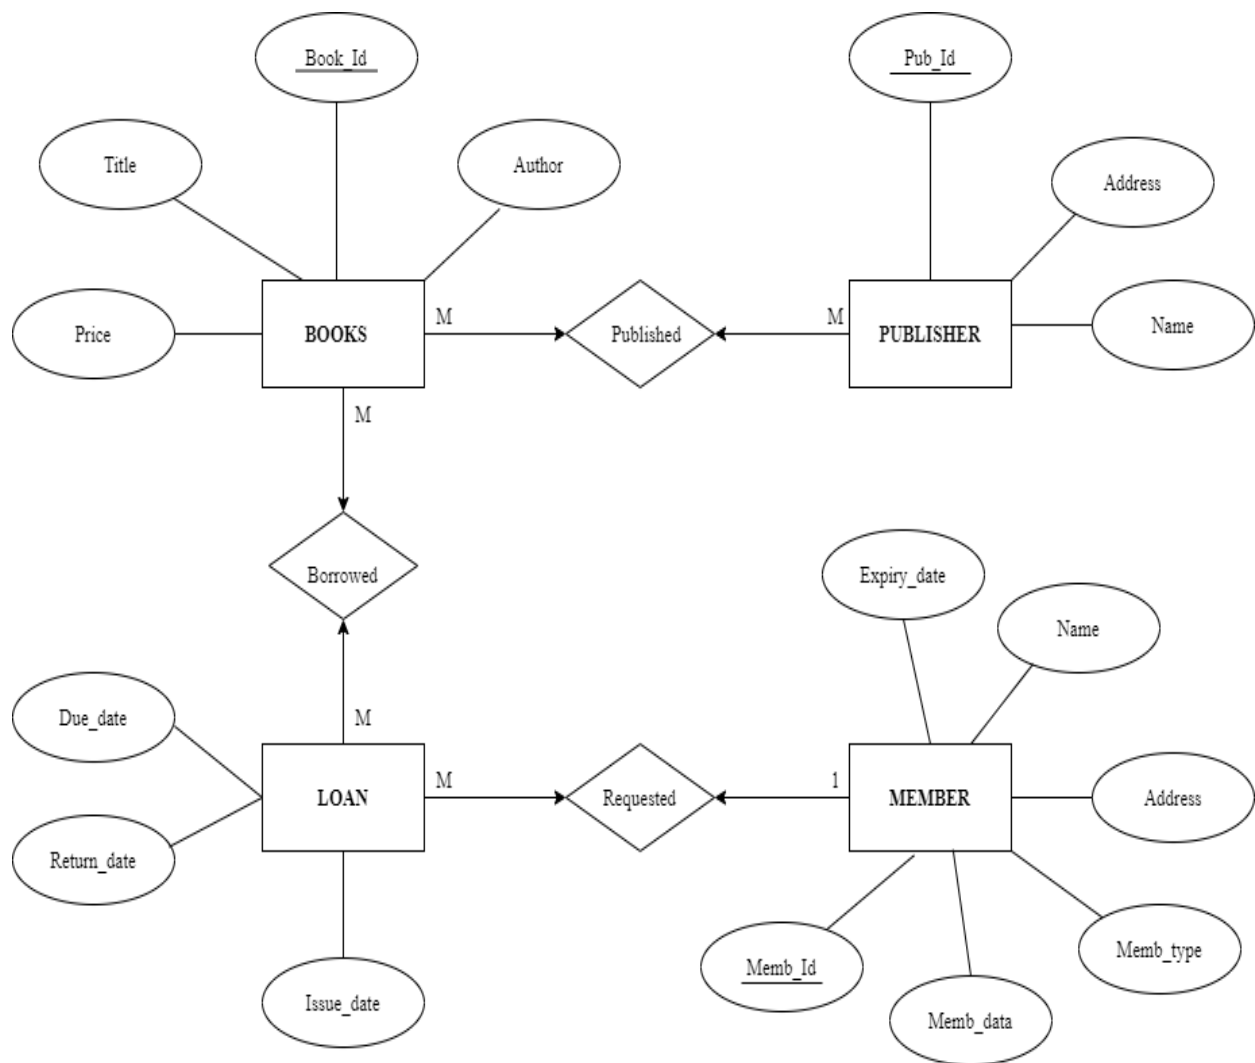 Book_Id
Pub_Id
Title
Author
Address
Price
BOOKS
M
Published
M
PUBLISHER
Name
M
Borrowed
Expiry_date
Name
Due_date
M
LOAN
M
Requested
1
MEMBER
Address
Return_date
Memb_Id
Memb_type
Issue_date
Memb_data